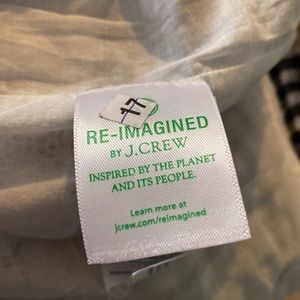 RE-IMAGINED
BY J.CREW
INSPIRED BY THE PLANET
AND ITS PEOPLE.
Learn more at
jcrew.com/reimagined